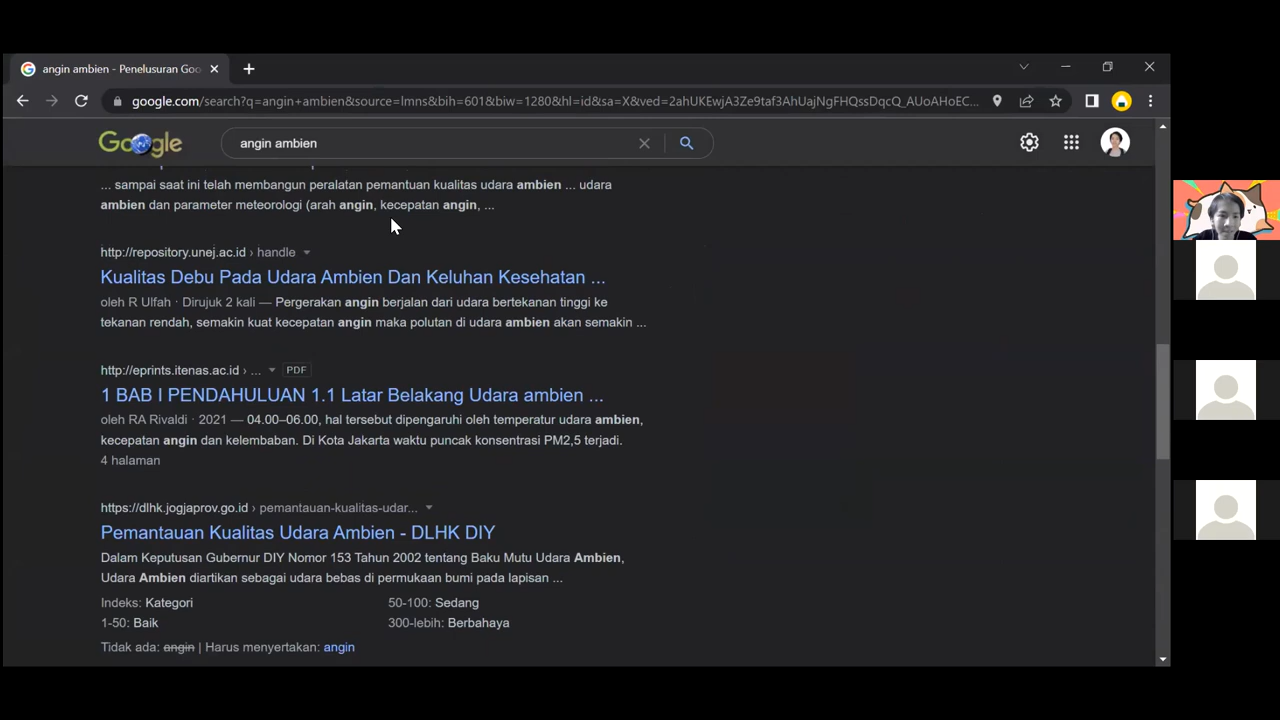 angin ambien - Penelusuran Goo
google.com/search?q=angin+ambien&source=lmns&bih=601&biw=1280&hl=id&sa=X&ved=2ahUKEwjA3Ze9taf3AhUajNgFHQssDqcQ_AUoAHoEC...
Google
angin ambien
... sampai saat ini telah membangun peralatan pemantuan kualitas udara ambien ... udara
ambien dan parameter meteorologi (arah angin, kecepatan angin, ...
http://repository.unej.ac.id › handle
Kualitas Debu Pada Udara Ambien Dan Keluhan Kesehatan ...
oleh R Ulfah · Dirujuk 2 kali — Pergerakan angin berjalan dari udara bertekanan tinggi ke
tekanan rendah, semakin kuat kecepatan angin maka polutan di udara ambien akan semakin ...
http://eprints.itenas.ac.id › ... PDF
1 BAB I PENDAHULUAN 1.1 Latar Belakang Udara ambien ...
oleh RA Rivaldi · 2021 — 04.00–06.00, hal tersebut dipengaruhi oleh temperatur udara ambien,
kecepatan angin dan kelembaban. Di Kota Jakarta waktu puncak konsentrasi PM2,5 terjadi.
4 halaman
https://dlhk.jogjaprov.go.id › pemantauan-kualitas-udar...
Pemantauan Kualitas Udara Ambien - DLHK DIY
Dalam Keputusan Gubernur DIY Nomor 153 Tahun 2002 tentang Baku Mutu Udara Ambien,
Udara Ambien diartikan sebagai udara bebas di permukaan bumi pada lapisan ...
Indeks: Kategori 50-100: Sedang
1-50: Baik 300-lebih: Berbahaya
Tidak ada: angin | Harus menyertakan: angin